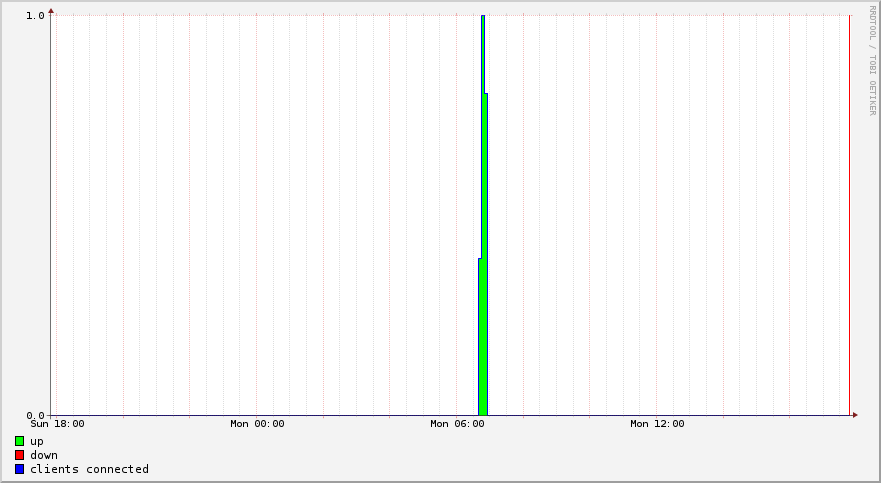 1.0
0.0
Sun 18:00 Mon 00:00 Mon 06:00 Mon 12:00
up
down
clients connected
RRDTOOL / TOBI OETIKER